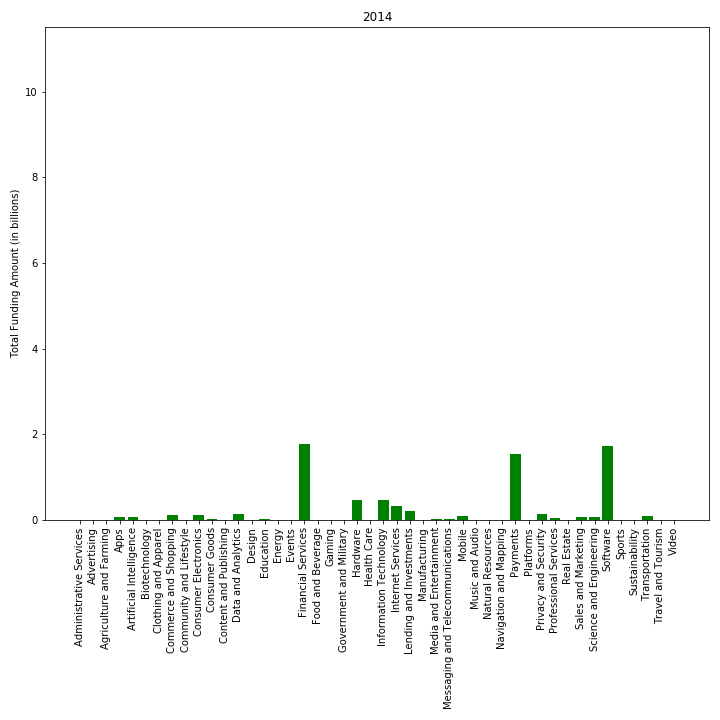 2014
Total Funding Amount (in billions)
10
8
6
4
2
0
Administrative Services
Advertising
Agriculture and Farming
Apps
Artificial Intelligence
Biotechnology
Clothing and Apparel
Commerce and Shopping
Community and Lifestyle
Consumer Electronics
Consumer Goods
Content and Publishing
Data and Analytics
Design
Education
Energy
Events
Financial Services
Food and Beverage
Gaming
Government and Military
Hardware
Health Care
Information Technology
Internet Services
Lending and Investments
Manufacturing
Media and Entertainment
Messaging and Telecommunications
Mobile
Music and Audio
Natural Resources
Navigation and Mapping
Payments
Platforms
Privacy and Security
Professional Services
Real Estate
Sales and Marketing
Science and Engineering
Software
Sports
Sustainability
Transportation
Travel and Tourism
Video